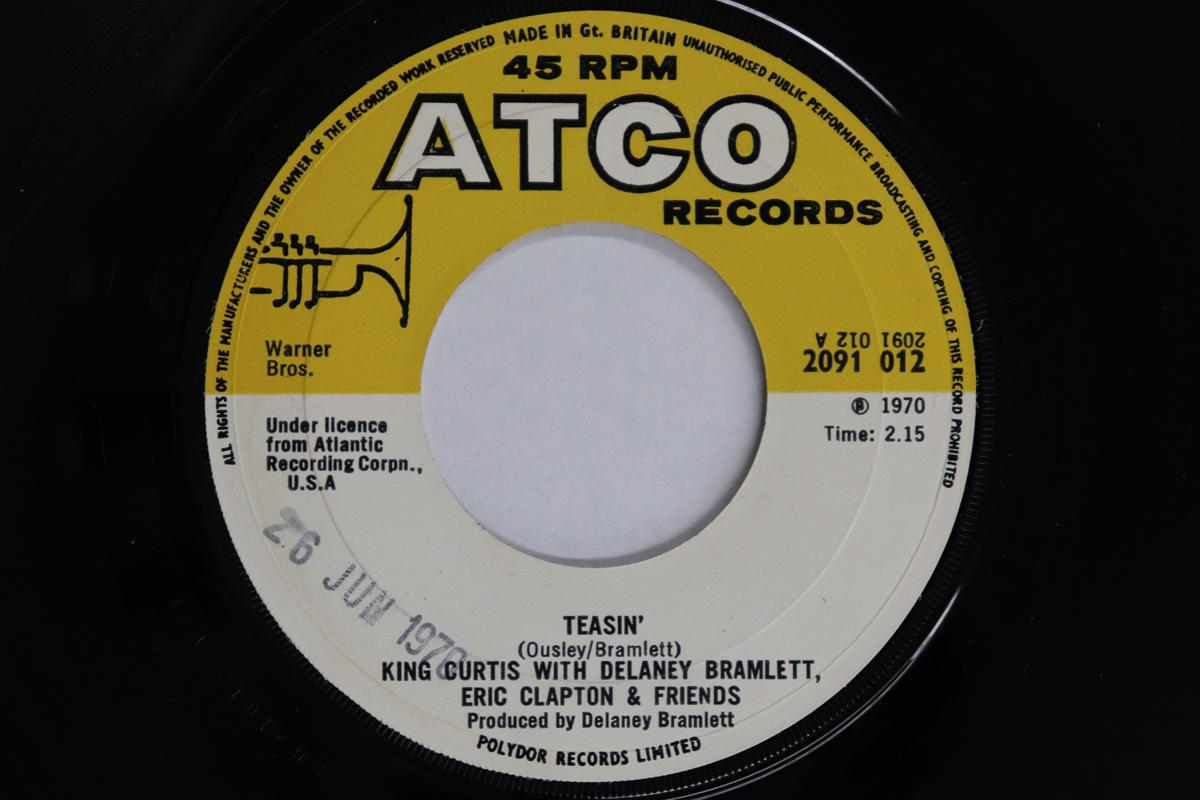 ALL RIGHTS OF THE MANUFACTURERS AND THE OWNER OF THE RECORDED WORK RESERVED MADE IN Gt. BRITAIN UNAUTHORISED PUBLIC PERFORMANCE BROADCASTING AND COPYING OF THIS RECORD PROHIBITED
45 RPM
ATCO
RECORDS
Warner
Bros.
2091 012 A
2091 012
Ⓟ 1970
Time: 2.15
Under licence
from Atlantic
Recording Corpn.,
U.S.A
26 JUN 1970
TEASIN'
(Ousley/Bramlett)
KING CURTIS WITH DELANEY BRAMLETT,
ERIC CLAPTON & FRIENDS
Produced by Delaney Bramlett
POLYDOR RECORDS LIMITED